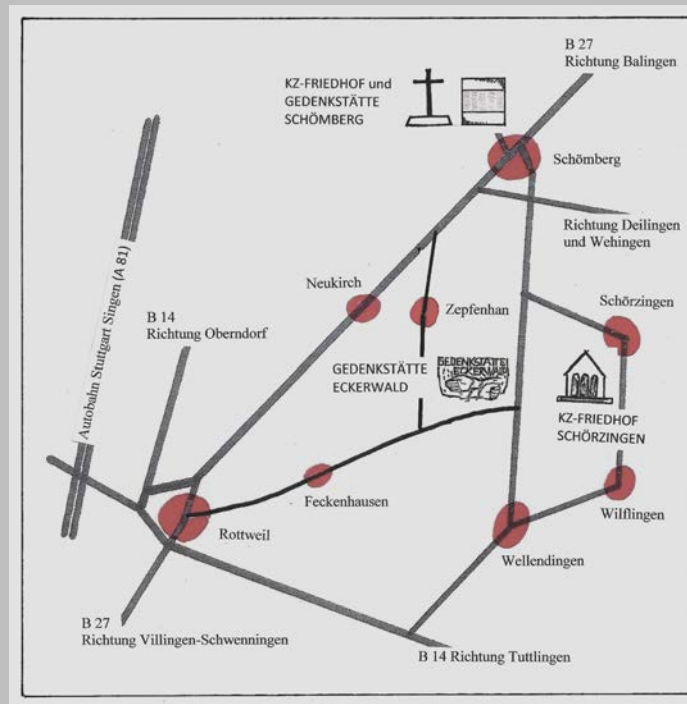 B 27
Richtung Balingen
KZ-FRIEDHOF und
GEDENKSTÄTTE
SCHÖMBERG
Schömberg
Richtung Deilingen
und Wehingen
Autobahn Stuttgart Singen (A 81)
Neukirch
B 14
Richtung Oberndorf
Zepfenhan
Schörzingen
GEDENKSTÄTTE
ECKERWALD
GEDENKSTÄTTE
ECKERWALD
KZ-FRIEDHOF
SCHÖRZINGEN
Feckenhausen
Wilflingen
Rottweil
Wellendingen
B 27
Richtung Villingen-Schwenningen
B 14 Richtung Tuttlingen